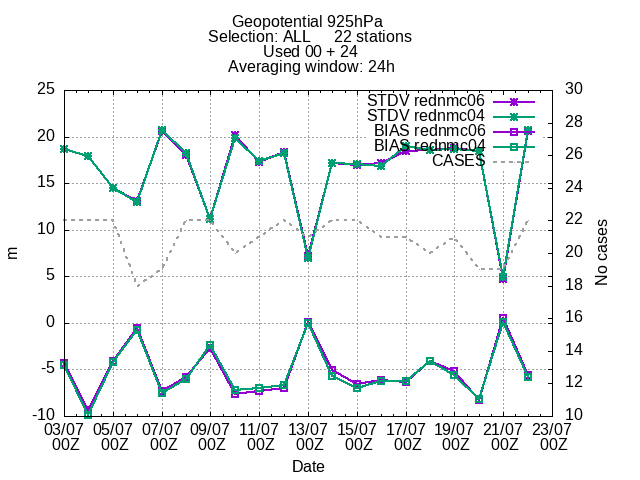 Geopotential 925hPa
Selection: ALL 22 stations
Used 00 + 24
Averaging window: 24h
25 30
STDV rednmc06
STDV rednmc04
BIAS rednmc06
BIAS rednmc04
CASES
28
20
26
15
24
22
10
20
5
18
0
16
14
-5
12
-10 10
m
No cases
03/07 05/07 07/07 09/07 11/07 13/07 15/07 17/07 19/07 21/07 23/07
00Z 00Z 00Z 00Z 00Z 00Z 00Z 00Z 00Z 00Z 00Z
Date